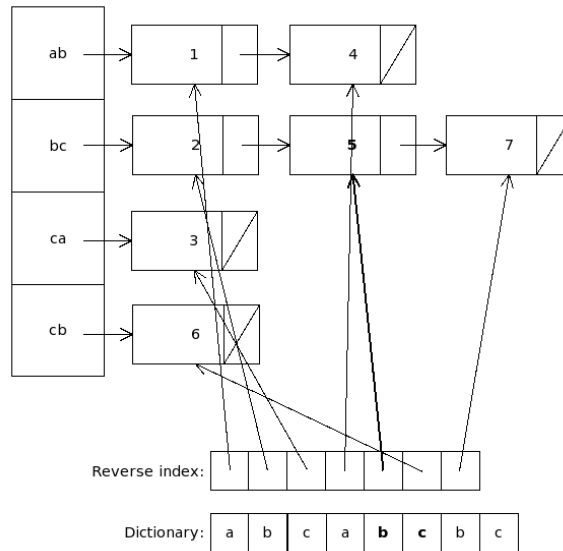 ab 1 4
bc 2 5 7
ca 3
cb 6
Reverse index:
Dictionary: a b c a b c b c